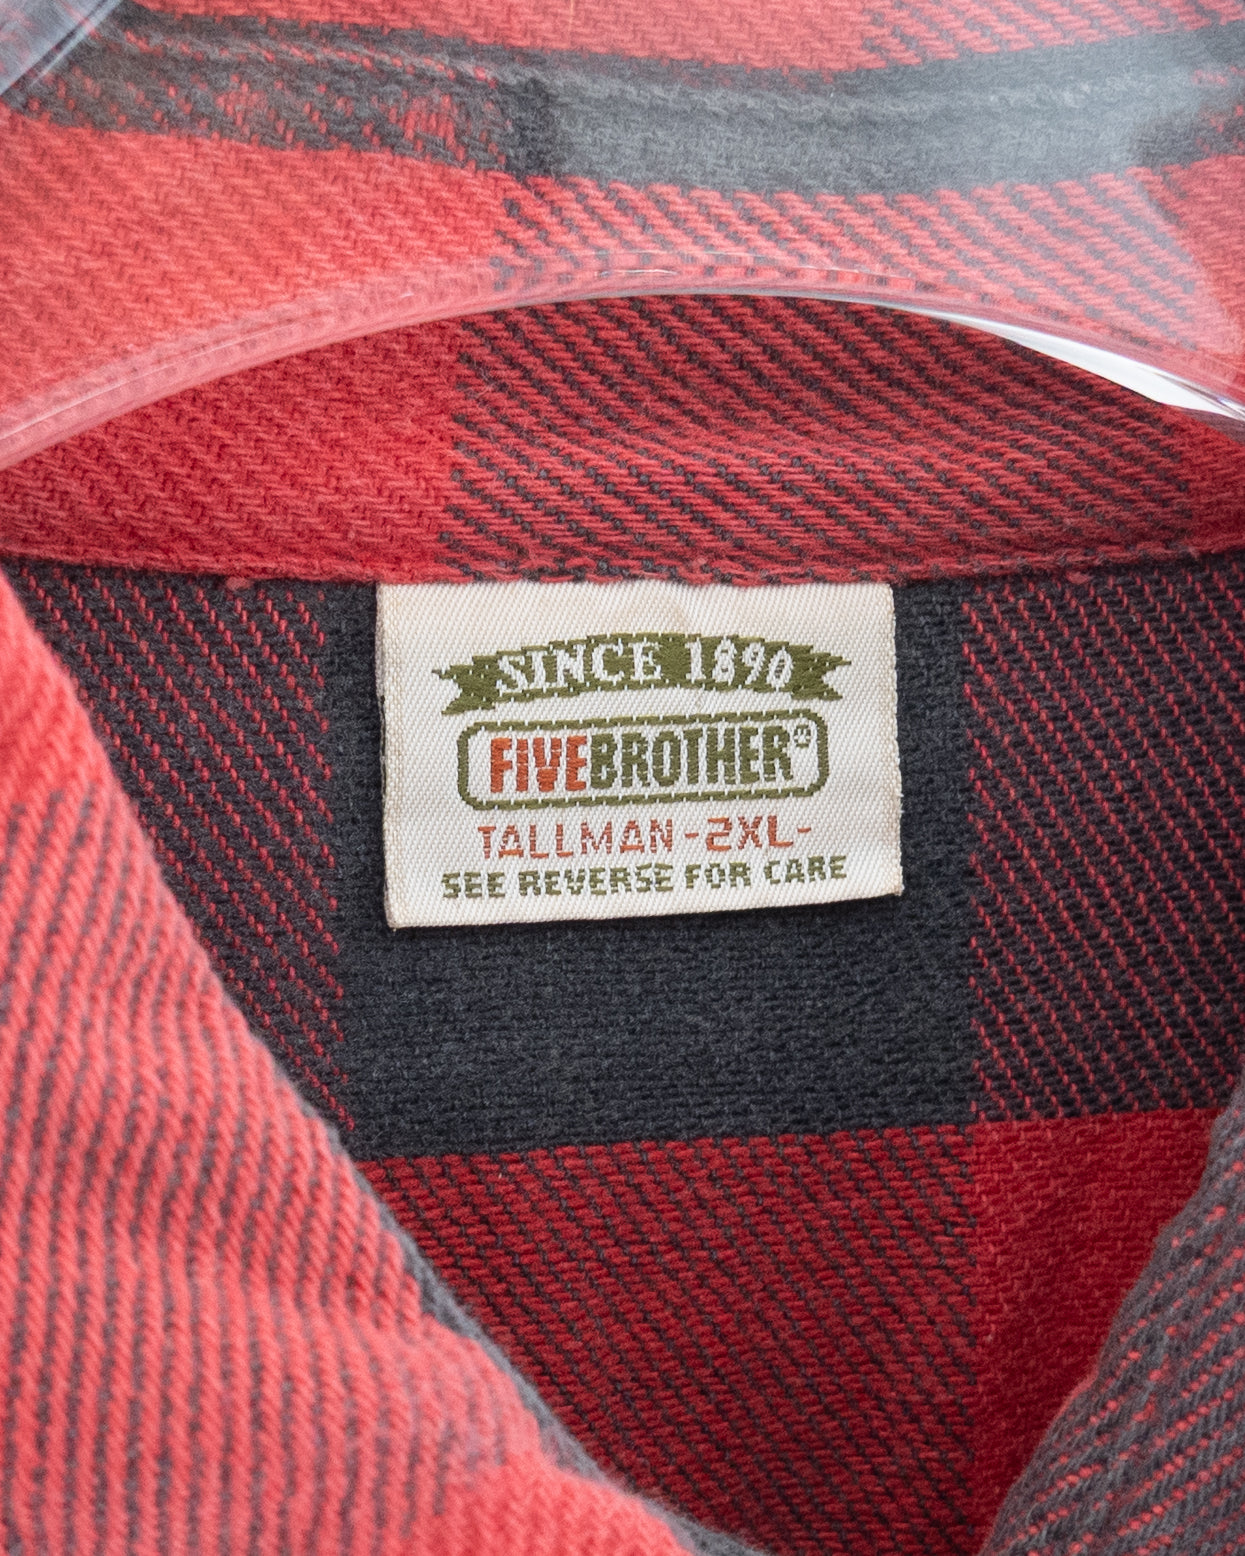 SINCE 1890
FIVEBROTHER®
TALLMAN-2XL-
SEE REVERSE FOR CARE